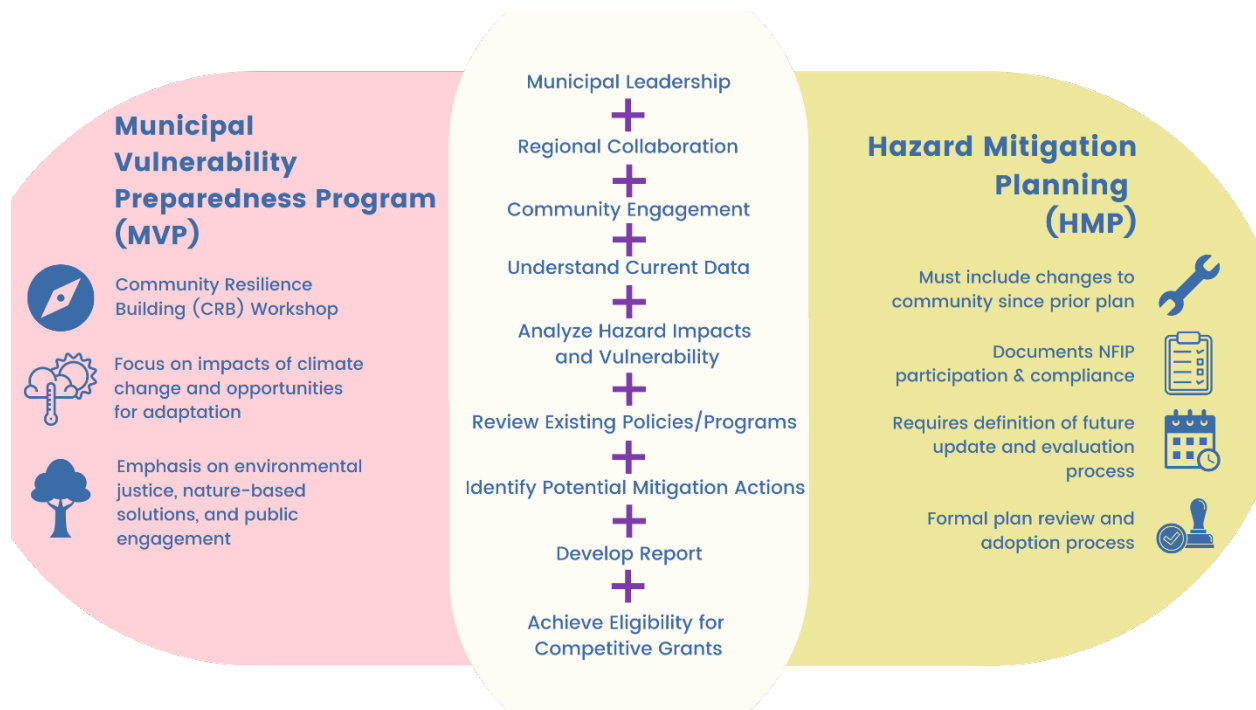 Municipal
Vulnerability
Preparedness Program
(MVP)
Community Resilience
Building (CRB) Workshop
Focus on impacts of climate
change and opportunities
for adaptation
Emphasis on environmental
justice, nature-based
solutions, and public
engagement
Municipal Leadership
+
Regional Collaboration
+
Community Engagement
+
Understand Current Data
+
Analyze Hazard Impacts
and Vulnerability
+
Review Existing Policies/Programs
+
Identify Potential Mitigation Actions
+
Develop Report
+
Achieve Eligibility for
Competitive Grants
Hazard Mitigation
Planning
(HMP)
Must include changes to
community since prior plan
Documents NFIP
participation & compliance
Requires definition of future
update and evaluation
process
Formal plan review and
adoption process